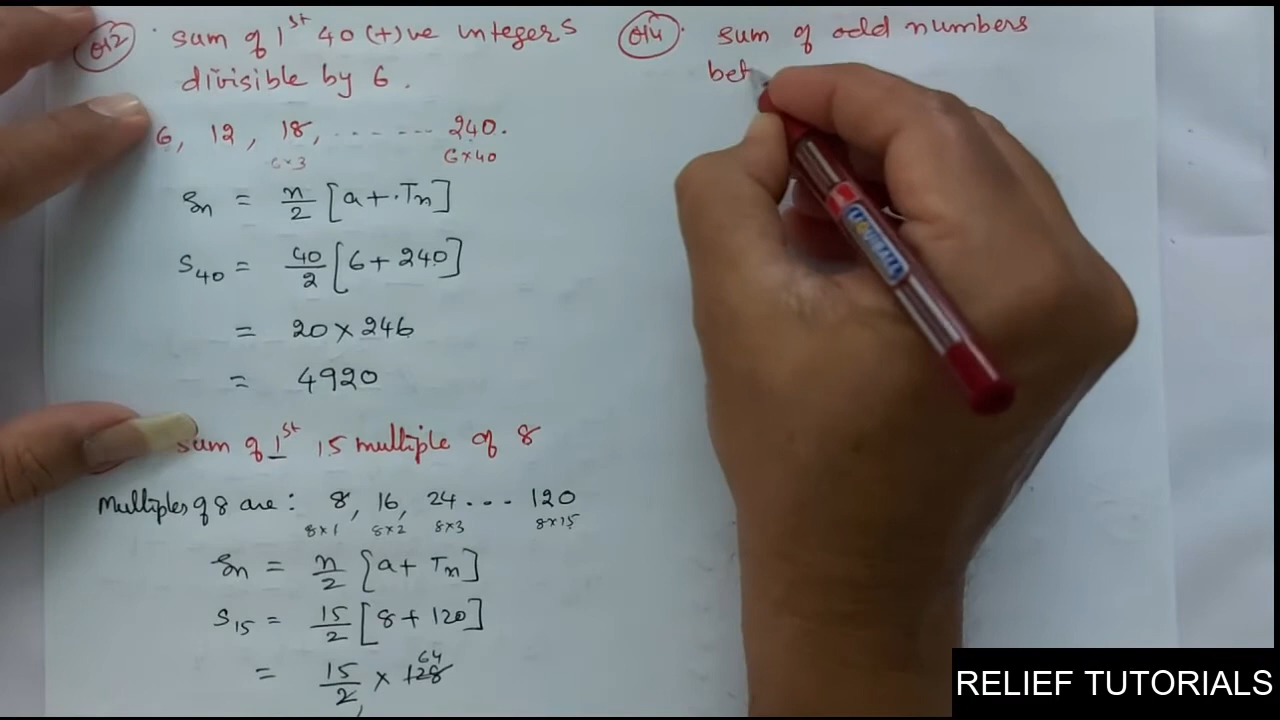 Q12 . sum of 1st 40 (+)ve integers
divisible by 6 .
6, 12, 18, ........ 240.
6×3 6×40
Sn = n/2 [a+.Tn]
S40 = 40/2 [6+240]
= 20 × 246
= 4920
sum of 1st 15 multiple of 8
Multiples of 8 are : 8, 16, 24 ... 120
8×1 8×2 8×3 8×15
Sn = n/2 [a+Tn]
S15 = 15/2 [8+120]
64
= 15/2 × 128
Q14 . sum of odd numbers
bet
RELIEF TUTORIALS